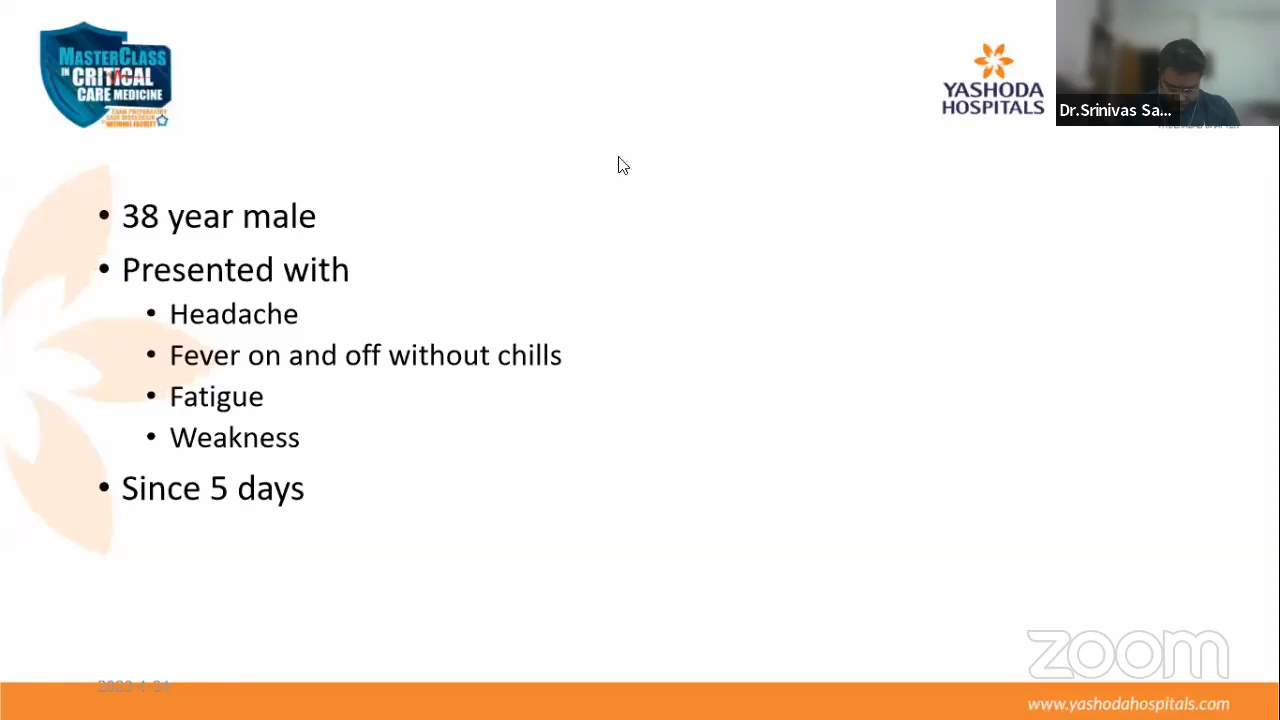 MASTERCLASS
IN CRITICAL
CARE MEDICINE
YASHODA
HOSPITALS
Dr.Srinivas Sa...
• 38 year male
• Presented with
• Headache
• Fever on and off without chills
• Fatigue
• Weakness
• Since 5 days
zoom
www.yashodahospitals.com